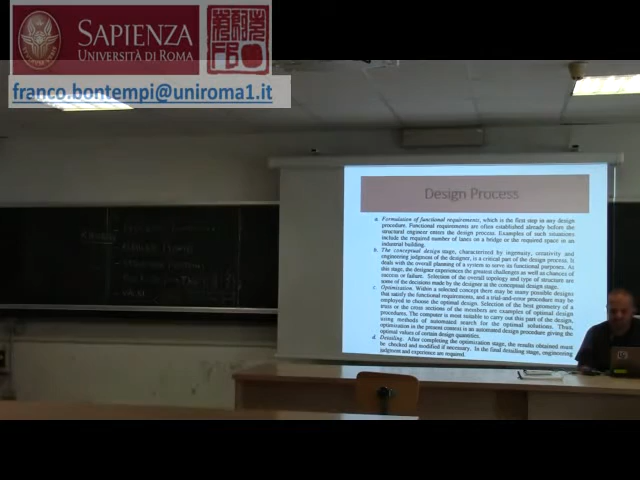 SAPIENZA
UNIVERSITÀ DI ROMA
franco.bontempi@uniroma1.it
Design Process
a. Formulation of functional requirements, which is the first step in any design
procedure. Functional requirements are often established already before the
structural engineer enters the design process. Examples of such situations
include the required number of lanes on a bridge or the required space in an
industrial building.
b. The conceptual design stage, characterized by ingenuity, creativity and
engineering judgment of the designer, is a critical part of the design process. It
deals with the overall planning of a system to serve its functional purposes. At
this stage, the designer experiences the greatest challenges as well as chances of
success or failure. Selection of the overall topology and type of structure are
some of the decisions made by the designer at the conceptual design stage.
c. Optimization. Within a selected concept there may be many possible designs
that satisfy the functional requirements, and a trial-and-error procedure may be
employed to choose the optimal design. Selection of the best geometry of a
truss or the cross sections of the members are examples of optimal design
procedures. The computer is most suitable to carry out this part of the design,
using methods of automated search for the optimal solutions. Thus,
optimization in the present context is an automated design procedure giving the
optimal values of certain design quantities.
d. Detailing. After completing the optimization stage, the results obtained must
be checked and modified if necessary. In the final detailing stage, engineering
judgment and experience are required.